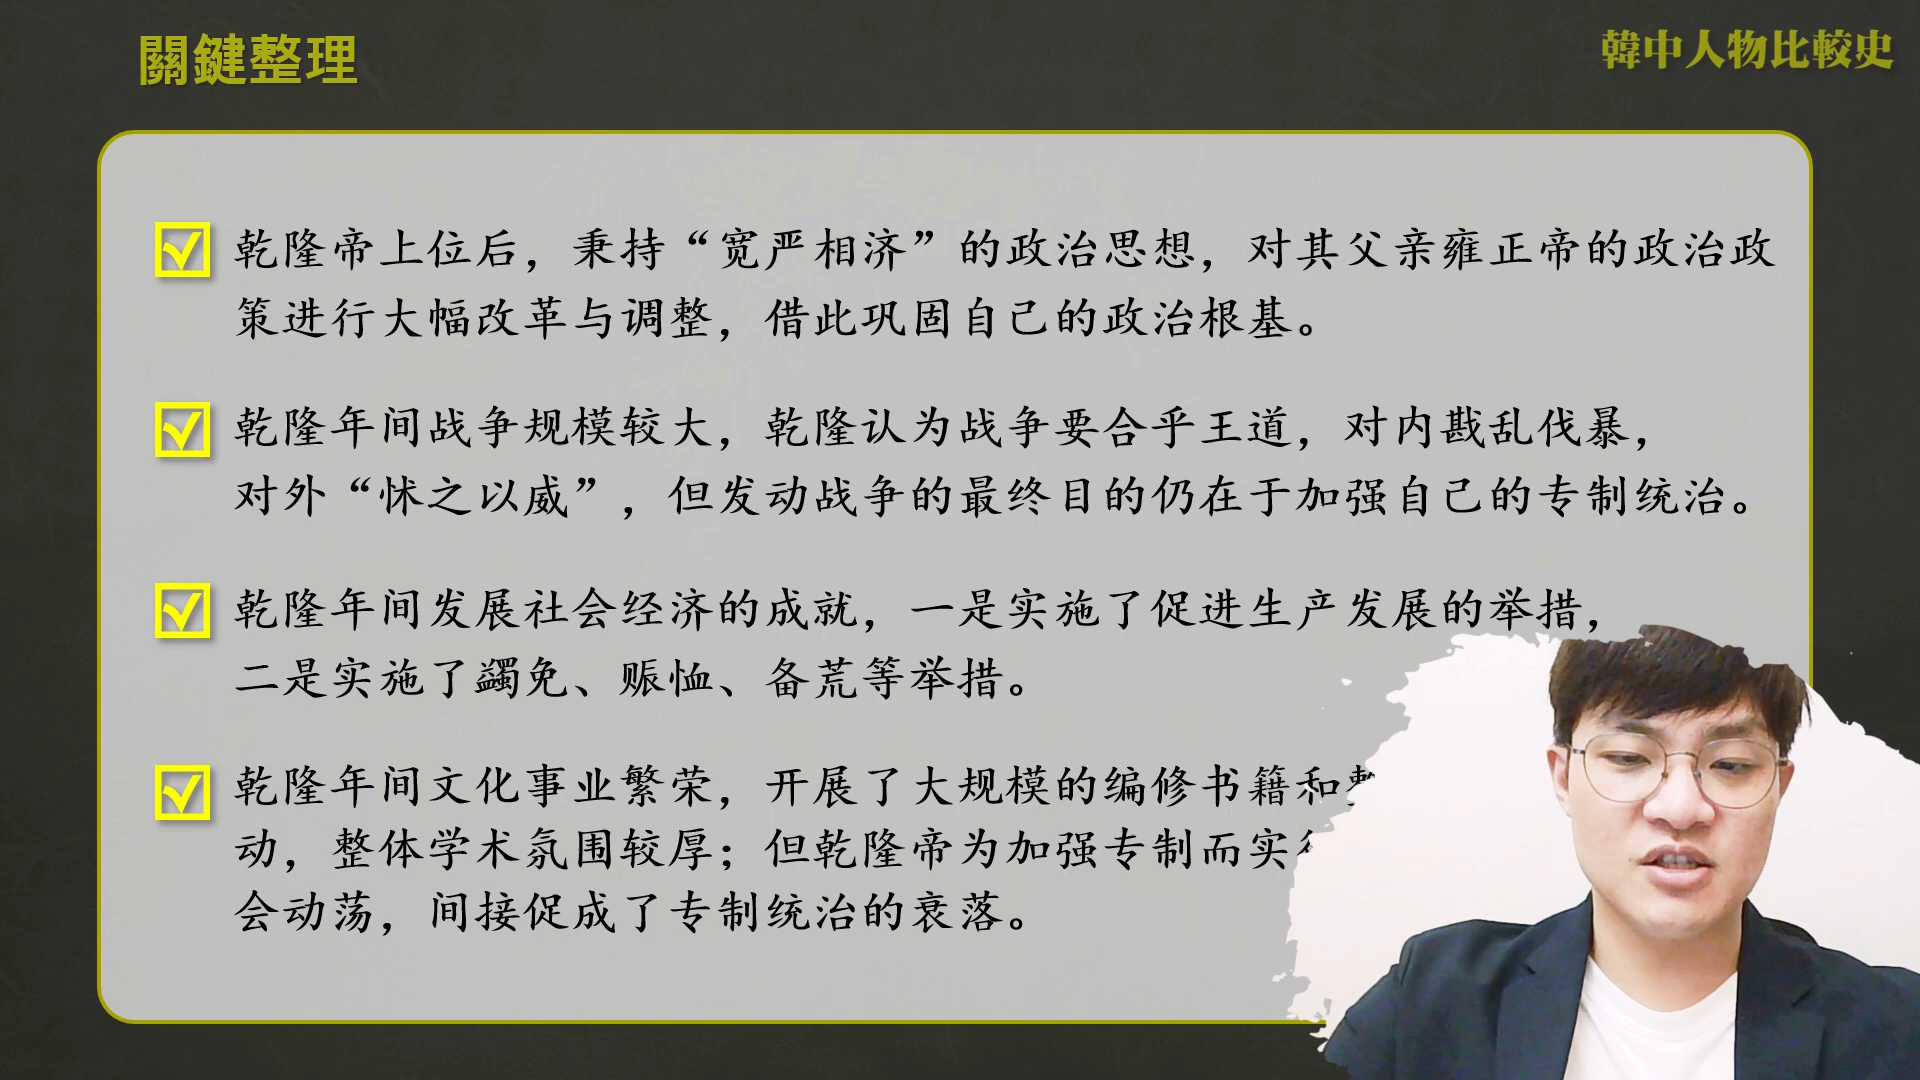 關鍵整理
韓中人物比較史
乾隆帝上位后，秉持“宽严相济”的政治思想，对其父亲雍正帝的政治政
策进行大幅改革与调整，借此巩固自己的政治根基。
乾隆年间战争规模较大，乾隆认为战争要合乎王道，对内戡乱伐暴，
对外“怵之以威”，但发动战争的最终目的仍在于加强自己的专制统治。
乾隆年间发展社会经济的成就，一是实施了促进生产发展的举措，
二是实施了蠲免、赈恤、备荒等举措。
乾隆年间文化事业繁荣，开展了大规模的编修书籍和
动，整体学术氛围较厚；但乾隆帝为加强专制而实
会动荡，间接促成了专制统治的衰落。